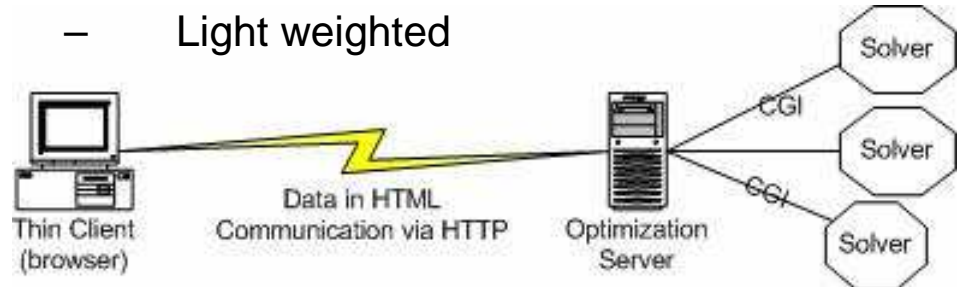 – Light weighted
Solver
CGI
Solver
CGI
Solver
Data in HTML
Communication via HTTP
Thin Client
(browser)
Optimization
Server